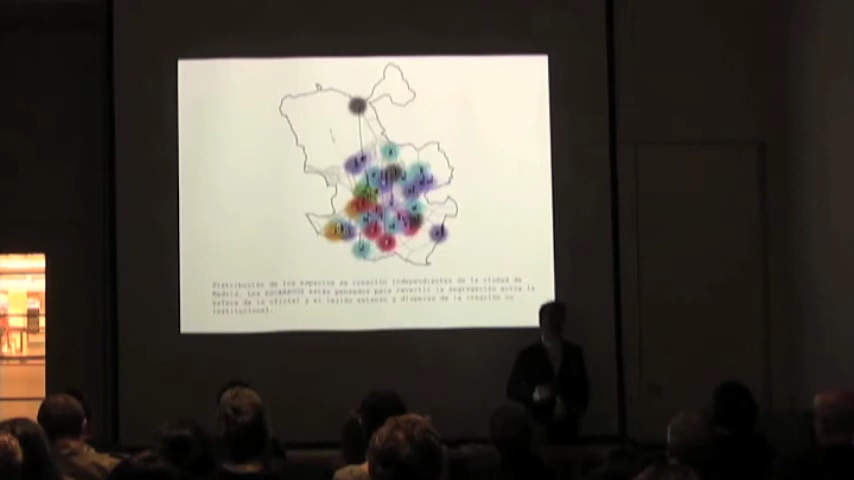 Distribución de los espacios de creación independientes de la ciudad de
Madrid. Los están pensados para revertir la segregación entre la
esfera de lo oficial y el tejido extenso y disperso de la creación no
institucional.